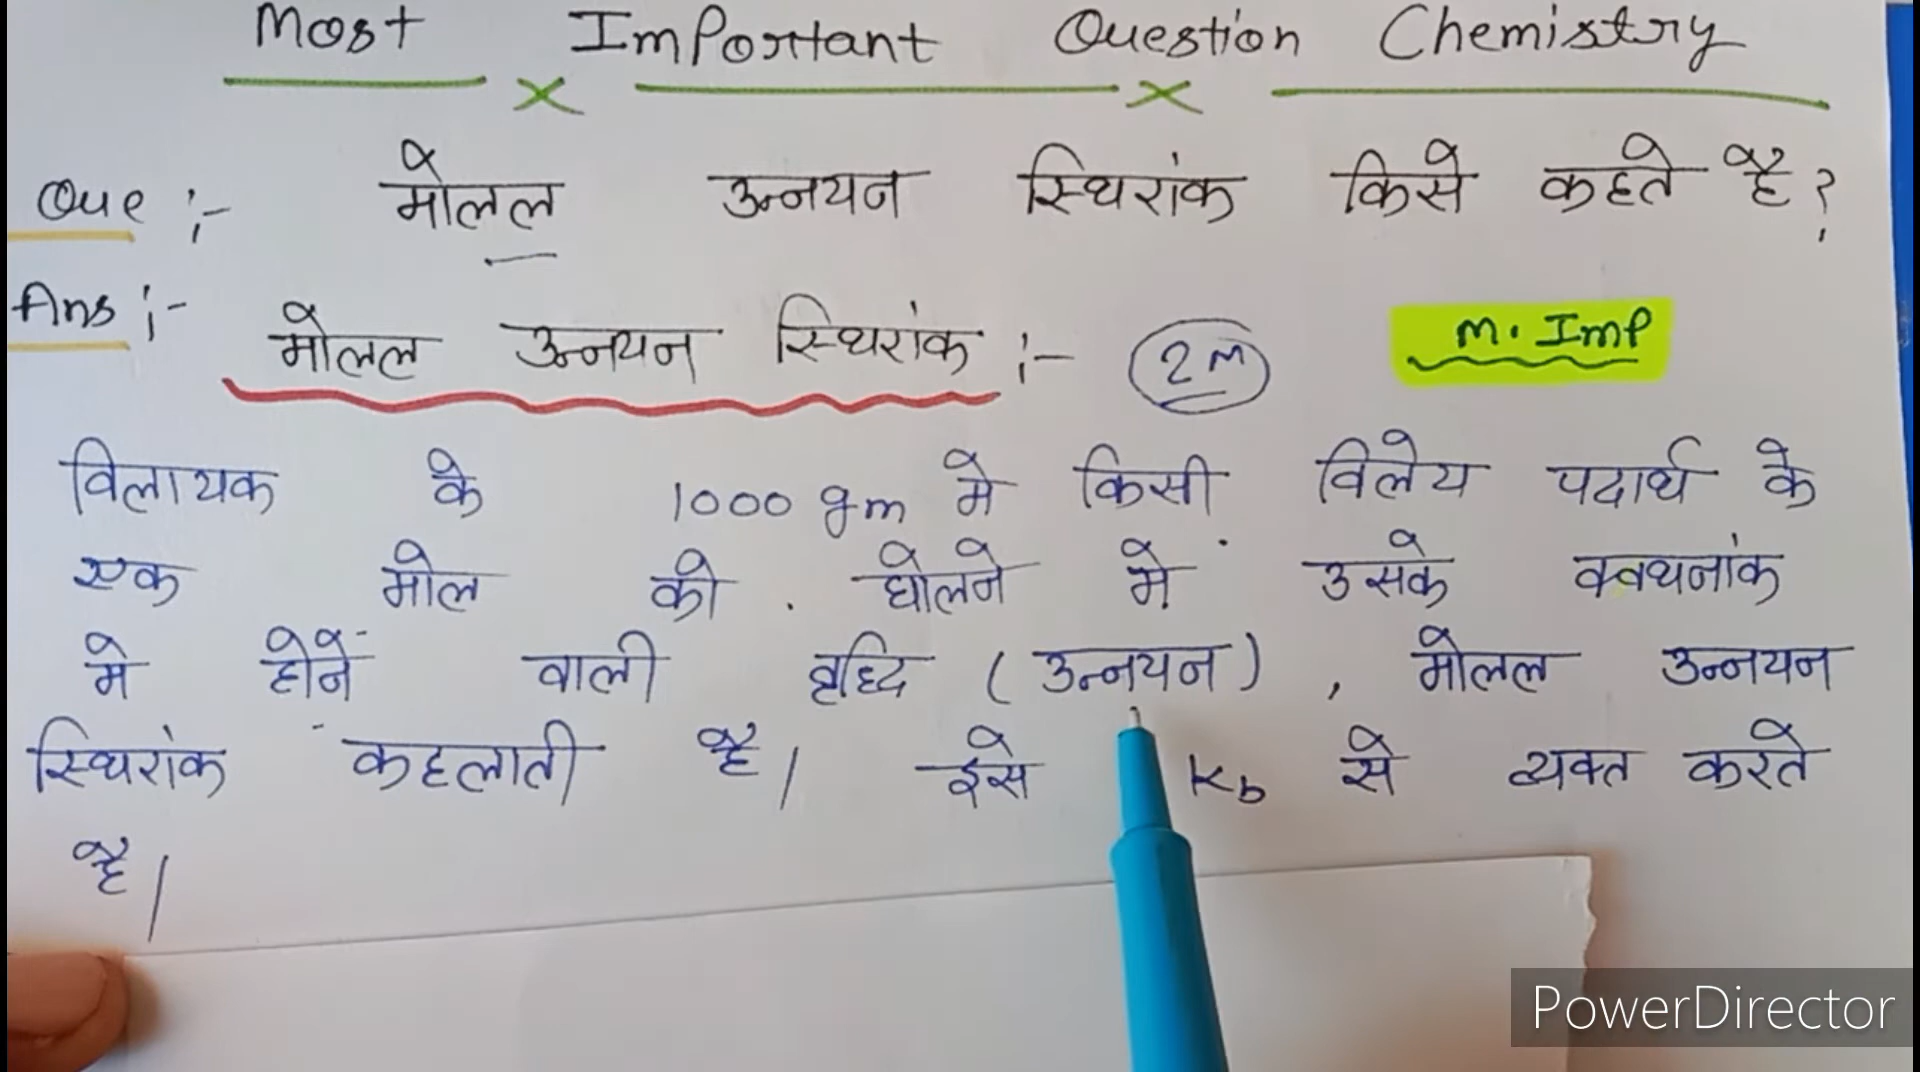 Most Important Question Chemistry
Que :- मोलल उन्नयन स्थिरांक किसे कहते है?
Ans :- मोलल उन्नयन स्थिरांक :- 2 M M. Imp
विलायक के 1000 gm मे किसी विलेय पदार्थ के
एक मोल को घोलने में उसके क्वथनांक
मे होनें वाली वृध्दि (उन्नयन), मोलल उन्नयन
स्थिरांक कहलाती है। इसे Kb से व्यक्त करते
है।
PowerDirector